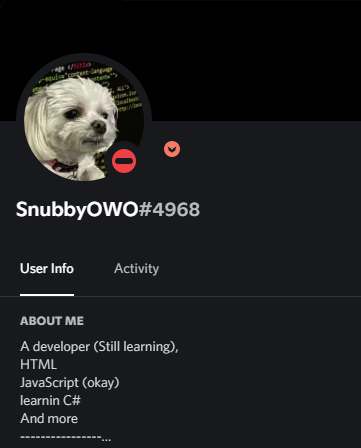 SnubbyOWO#4968
User Info Activity
ABOUT ME
A developer (Still learning),
HTML
JavaScript (okay)
learnin C#
And more
----------------...